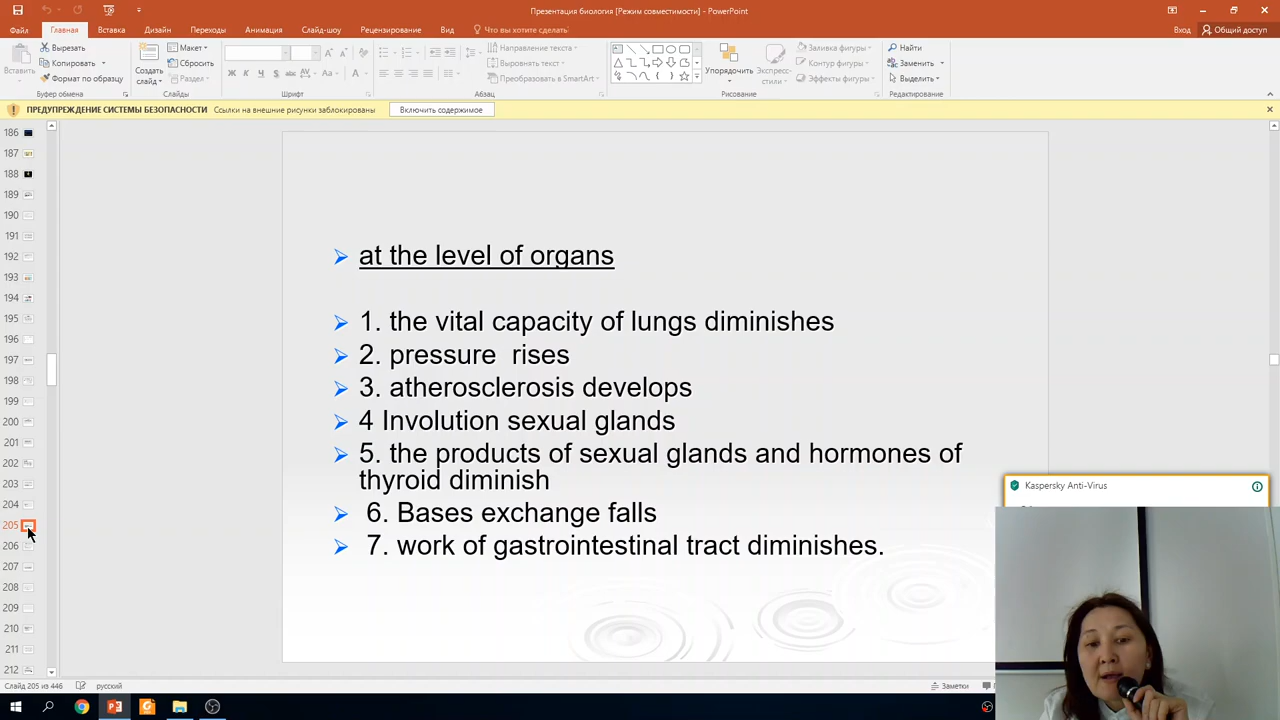 Презентация биология [Режим совместимости] - PowerPoint
Файл Главная Вставка Дизайн Переходы Анимация Слайд-шоу Рецензирование Вид Что вы хотите сделать? Вход Общий доступ
Вставить
Вырезать
Копировать
Формат по образцу
Буфер обмена
Создать слайд
Макет
Сбросить
Раздел
Слайды
Шрифт
Направление текста
Выровнять текст
Преобразовать в SmartArt
Абзац
Упорядочить
Экспресс-стили
Заливка фигуры
Контур фигуры
Эффекты фигуры
Рисование
Найти
Заменить
Выделить
Редактирование
ПРЕДУПРЕЖДЕНИЕ СИСТЕМЫ БЕЗОПАСНОСТИ Ссылки на внешние рисунки заблокированы Включить содержимое
186
187
188
189
190
191
192
193
194
195
196
197
198
199
200
201
202
203
204
205
206
207
208
209
210
211
212
at the level of organs
1. the vital capacity of lungs diminishes
2. pressure rises
3. atherosclerosis develops
4 Involution sexual glands
5. the products of sexual glands and hormones of
thyroid diminish
6. Bases exchange falls
7. work of gastrointestinal tract diminishes.
Kaspersky Anti-Virus
Слайд 205 из 446 русский Заметки